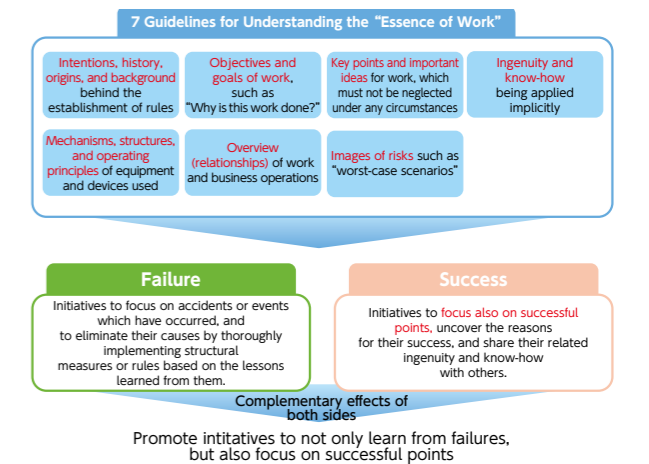 7 Guidelines for Understanding the “Essence of Work”
Intentions, history,
origins, and background
behind the
establishment of rules
Objectives and
goals of work,
such as
“Why is this work done?”
Key points and important
ideas for work, which
must not be neglected
under any circumstances
Ingenuity and
know-how
being applied
implicitly
Mechanisms, structures,
and operating
principles of equipment
and devices used
Overview
(relationships) of work
and business operations
Images of risks such as
“worst-case scenarios”
Failure
Initiatives to focus on accidents or events
which have occurred, and
to eliminate their causes by thoroughly
implementing structural
measures or rules based on the lessons
learned from them.
Success
Initiatives to focus also on successful
points, uncover the reasons
for their success, and share their related
ingenuity and know-how
with others.
Complementary effects of
both sides
Promote intitatives to not only learn from failures,
but also focus on successful points